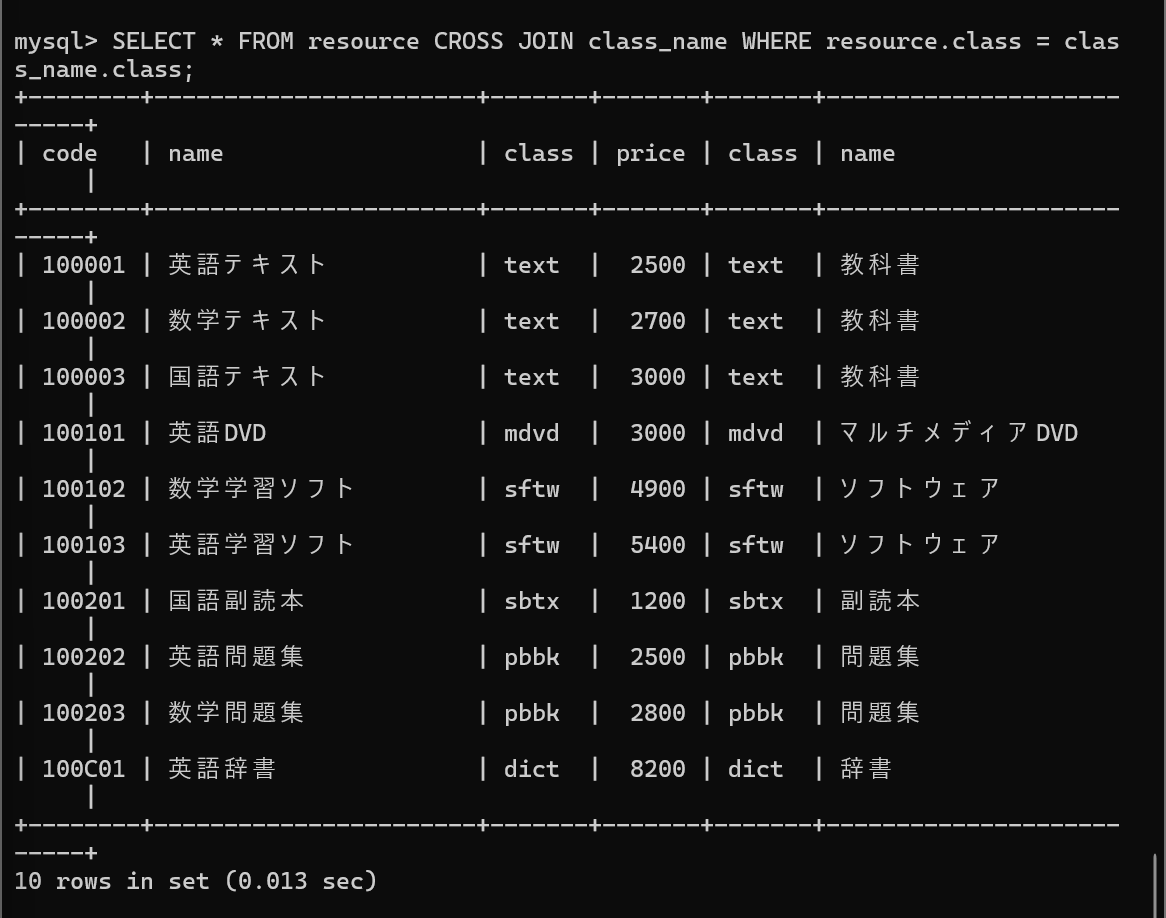 mysql> SELECT * FROM resource CROSS JOIN class_name WHERE resource.class = clas
s_name.class;
+--------+-----------------------+-------+-------+-------+---------------------
-----+
| code   | name                  | class | price | class | name
     |
+--------+-----------------------+-------+-------+-------+---------------------
-----+
| 100001 | 英語テキスト           | text  |  2500 | text  | 教科書
     |
| 100002 | 数学テキスト           | text  |  2700 | text  | 教科書
     |
| 100003 | 国語テキスト           | text  |  3000 | text  | 教科書
     |
| 100101 | 英語DVD               | mdvd  |  3000 | mdvd  | マルチメディアDVD
     |
| 100102 | 数学学習ソフト         | sftw  |  4900 | sftw  | ソフトウェア
     |
| 100103 | 英語学習ソフト         | sftw  |  5400 | sftw  | ソフトウェア
     |
| 100201 | 国語副読本             | sbtx  |  1200 | sbtx  | 副読本
     |
| 100202 | 英語問題集             | pbbk  |  2500 | pbbk  | 問題集
     |
| 100203 | 数学問題集             | pbbk  |  2800 | pbbk  | 問題集
     |
| 100C01 | 英語辞書               | dict  |  8200 | dict  | 辞書
     |
+--------+-----------------------+-------+-------+-------+---------------------
-----+
10 rows in set (0.013 sec)